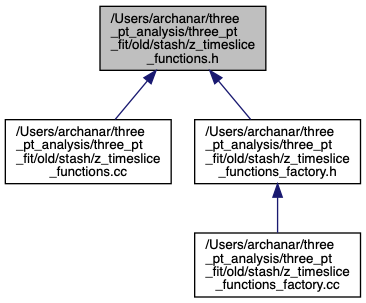 /Users/archanar/three
_pt_analysis/three_pt
_fit/old/stash/z_timeslice
_functions.h
/Users/archanar/three
_pt_analysis/three_pt
_fit/old/stash/z_timeslice
_functions.cc
/Users/archanar/three
_pt_analysis/three_pt
_fit/old/stash/z_timeslice
_functions_factory.h
/Users/archanar/three
_pt_analysis/three_pt
_fit/old/stash/z_timeslice
_functions_factory.cc